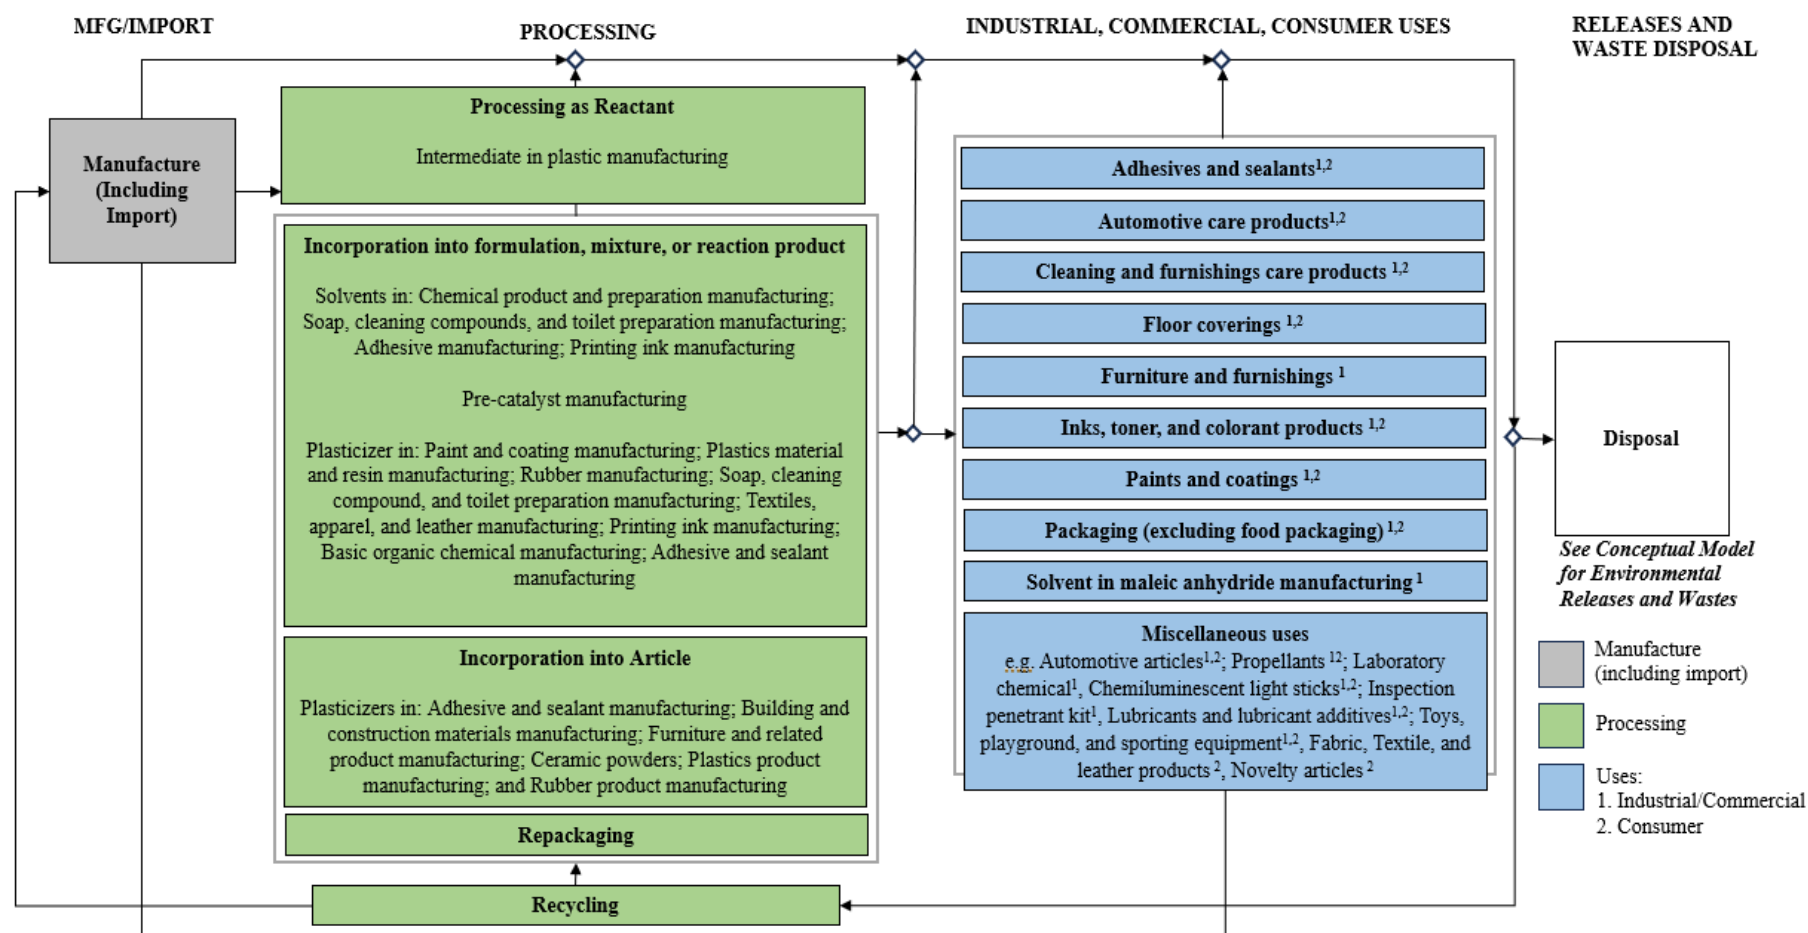 MFG/IMPORT
PROCESSING
INDUSTRIAL, COMMERCIAL, CONSUMER USES
RELEASES AND
WASTE DISPOSAL
Manufacture
(Including
Import)
Processing as Reactant
Intermediate in plastic manufacturing
Incorporation into formulation, mixture, or reaction product
Solvents in: Chemical product and preparation manufacturing;
Soap, cleaning compounds, and toilet preparation manufacturing;
Adhesive manufacturing; Printing ink manufacturing
Pre-catalyst manufacturing
Plasticizer in: Paint and coating manufacturing; Plastics material
and resin manufacturing; Rubber manufacturing; Soap, cleaning
compound, and toilet preparation manufacturing; Textiles,
apparel, and leather manufacturing; Printing ink manufacturing;
Basic organic chemical manufacturing; Adhesive and sealant
manufacturing
Incorporation into Article
Plasticizers in: Adhesive and sealant manufacturing; Building and
construction materials manufacturing; Furniture and related
product manufacturing; Ceramic powders; Plastics product
manufacturing; and Rubber product manufacturing
Repackaging
Recycling
Adhesives and sealants1,2
Automotive care products1,2
Cleaning and furnishings care products 1,2
Floor coverings 1,2
Furniture and furnishings 1
Inks, toner, and colorant products 1,2
Paints and coatings 1,2
Packaging (excluding food packaging) 1,2
Solvent in maleic anhydride manufacturing 1
Miscellaneous uses
e.g. Automotive articles1,2; Propellants 12; Laboratory
chemical1, Chemiluminescent light sticks1,2; Inspection
penetrant kit1, Lubricants and lubricant additives1,2; Toys,
playground, and sporting equipment1,2, Fabric, Textile, and
leather products 2, Novelty articles 2
Disposal
See Conceptual Model
for Environmental
Releases and Wastes
Manufacture
(including import)
Processing
Uses:
1. Industrial/Commercial
2. Consumer